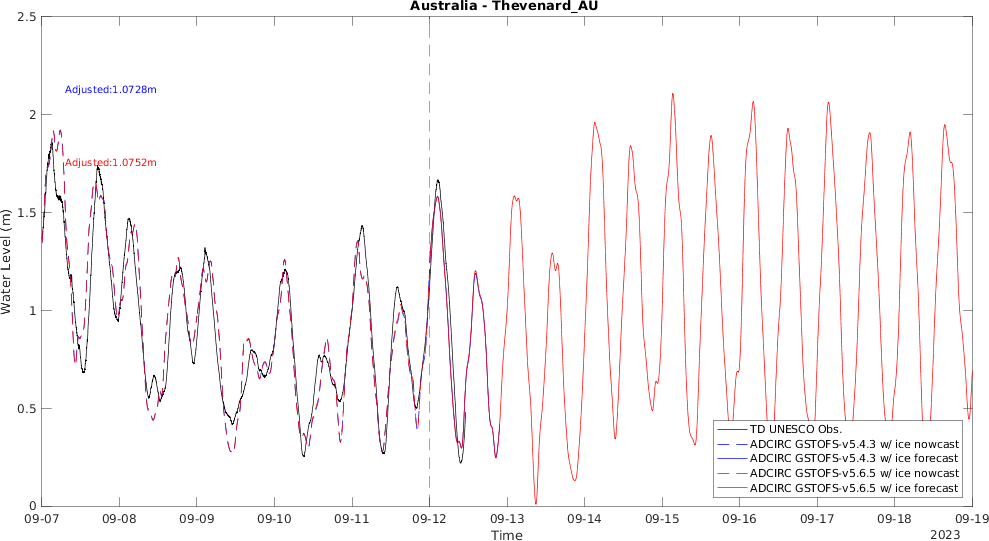 Australia - Thevenard_AU
2.5
2
1.5
1
0.5
0
Water Level (m)
Adjusted:1.0728m
Adjusted:1.0752m
TD UNESCO Obs.
ADCIRC GSTOFS-v5.4.3 w/ ice nowcast
ADCIRC GSTOFS-v5.4.3 w/ ice forecast
ADCIRC GSTOFS-v5.6.5 w/ ice nowcast
ADCIRC GSTOFS-v5.6.5 w/ ice forecast
09-07 09-08 09-09 09-10 09-11 09-12 09-13 09-14 09-15 09-16 09-17 09-18 09-19
Time
2023